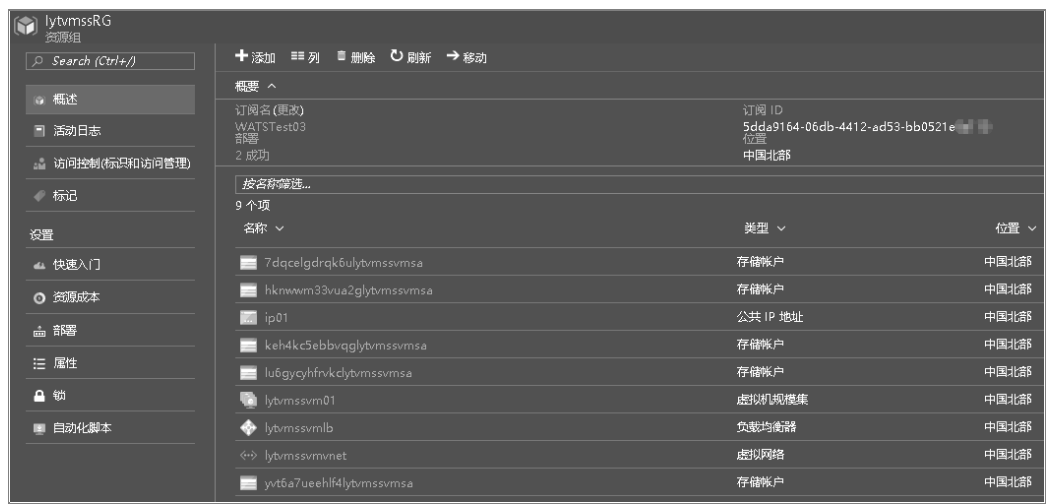 lytvmssRG
资源组
Search (Ctrl+/)
概述
活动日志
访问控制(标识和访问管理)
标记
设置
快速入门
资源成本
部署
属性
锁
自动化脚本
添加 列 删除 刷新 移动
概要
订阅名(更改) 订阅 ID
WATSTest03 5dda9164-06db-4412-ad53-bb0521e
部署 位置
2 成功 中国北部
按名称筛选...
9 个项
名称 类型 位置
7dqcelgdrqk6ulytvmssvmsa 存储帐户 中国北部
hknwwm33vua2glytvmssvmsa 存储帐户 中国北部
ip01 公共 IP 地址 中国北部
keh4kc5ebbvqglytvmssvmsa 存储帐户 中国北部
lu6gycyhfrvkclytvmssvmsa 存储帐户 中国北部
lytvmssvm01 虚拟机规模集 中国北部
lytvmssvmlb 负载均衡器 中国北部
lytvmssvmvnet 虚拟网络 中国北部
yvt6a7ueehlf4lytvmssvmsa 存储帐户 中国北部